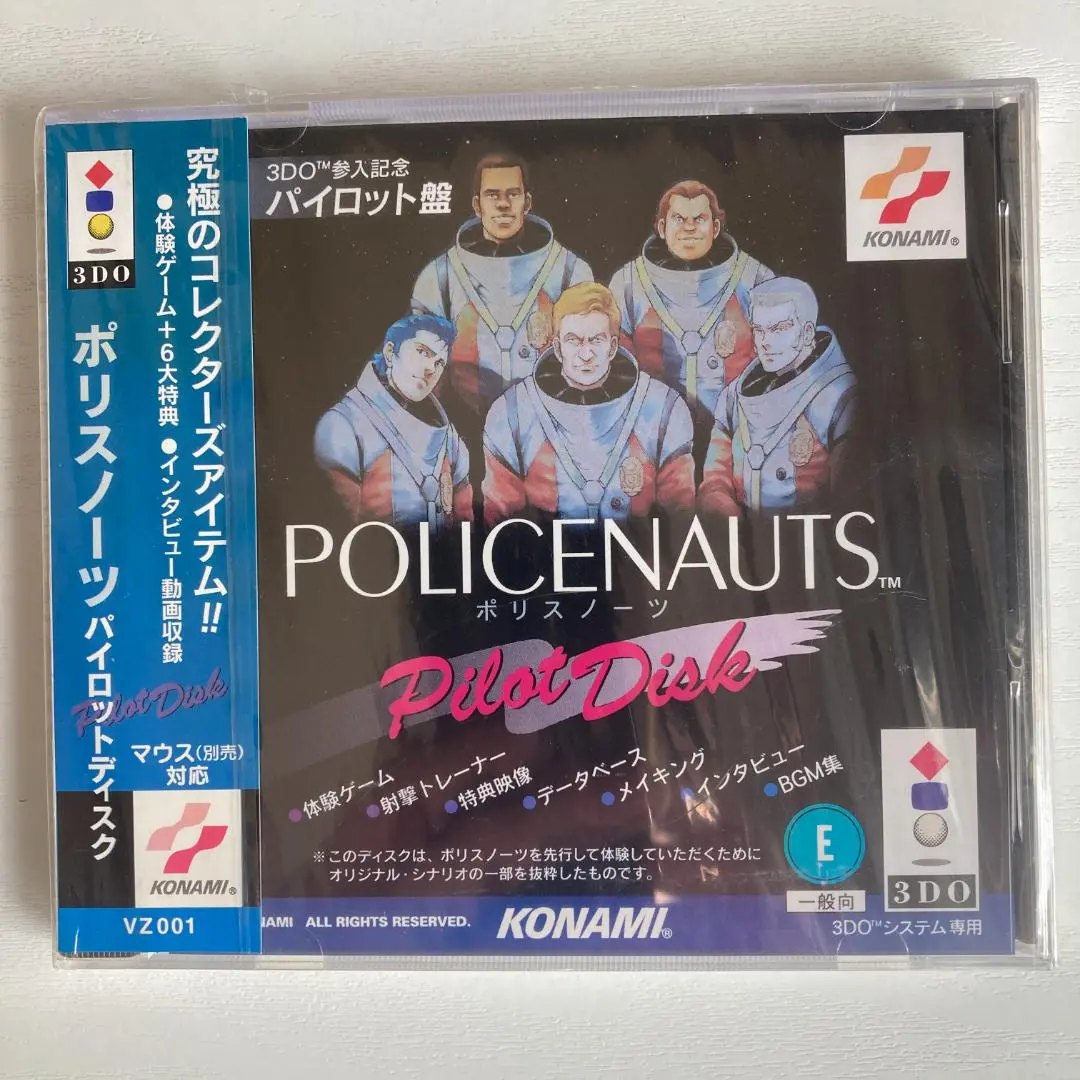 3DO
究極のコレクターズアイテム!!
●体験ゲーム+6大特典 ●インタビュー動画収録
ポリスノーツ パイロットディスク
Pilot Disk
マウス(別売)
対応
KONAMI®
VZ001
3DO™参入記念
パイロット盤
KONAMI®
POLICENAUTS™
ポリスノーツ
Pilot Disk
●体験ゲーム
●射撃トレーナー
●特典映像
●データベース
●メイキング
●インタビュー
●BGM集
※このディスクは、ポリスノーツを先行して体験していただくために
オリジナル・シナリオの一部を抜粋したものです。
E
一般向
3DO
3DO™システム専用
ALL RIGHTS RESERVED.
KONAMI®